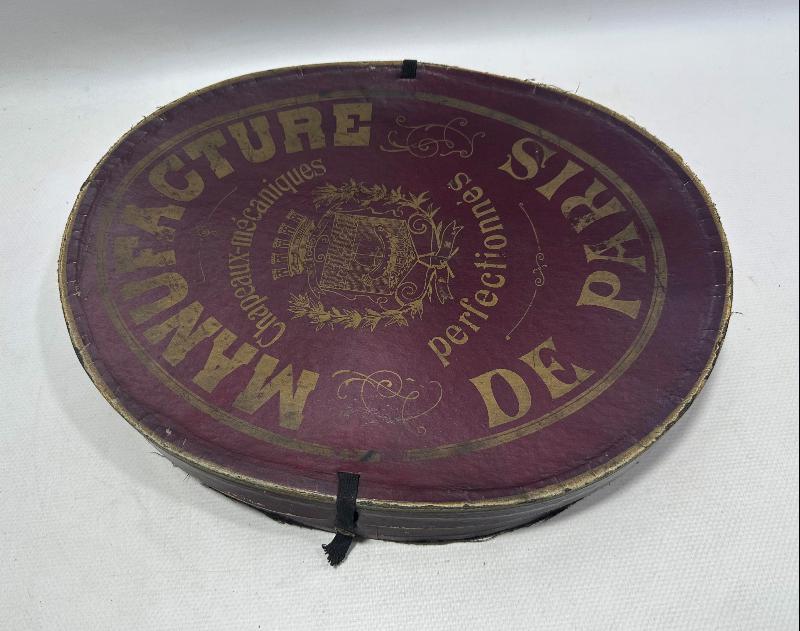 MANUFACTURE
DE PARIS
Chapeaux-mécaniques
perfectionnés